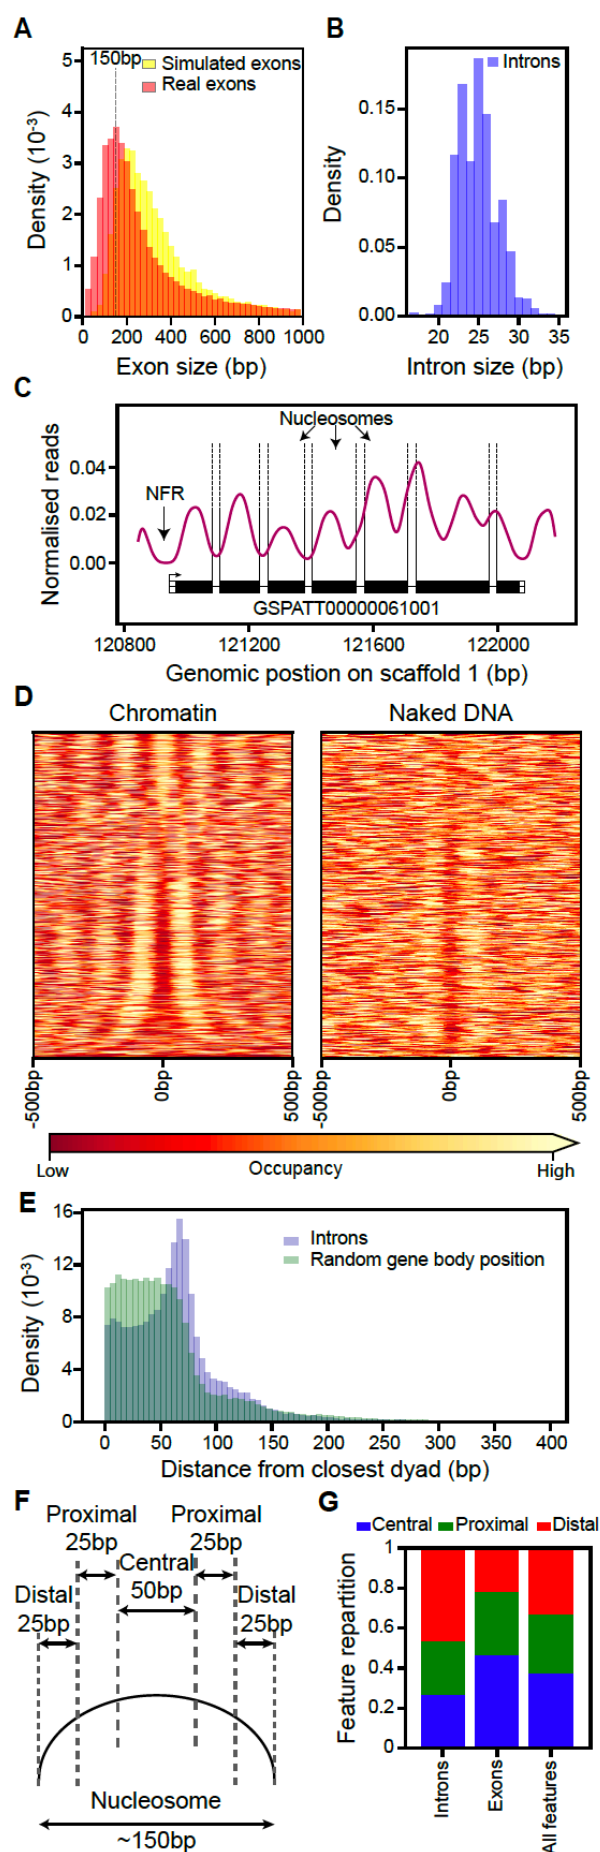 A
150bp
Simulated exons
Real exons
Density (10-3)
5
4
3
2
1
0
0 200 400 600 800 1000
Exon size (bp)
B
Introns
Density
0.15
0.10
0.05
0.00
20 25 30 35
Intron size (bp)
C
Nucleosomes
NFR
Normalised reads
0.04
0.02
0.00
GSPATT00000061001
120800 121200 121600 122000
Genomic postion on scaffold 1 (bp)
D
Chromatin
Naked DNA
-500bp 0bp 500bp
-500bp 0bp 500bp
Low Occupancy High
E
Introns
Random gene body position
Density (10-3)
16
12
8
4
0
0 50 100 150 200 250 300 350 400
Distance from closest dyad (bp)
F
Proximal 25bp
Proximal 25bp
Central 50bp
Distal 25bp
Distal 25bp
Nucleosome
~150bp
G
Central Proximal Distal
Feature repartition
1
0.8
0.6
0.4
0.2
0
Introns
Exons
All features